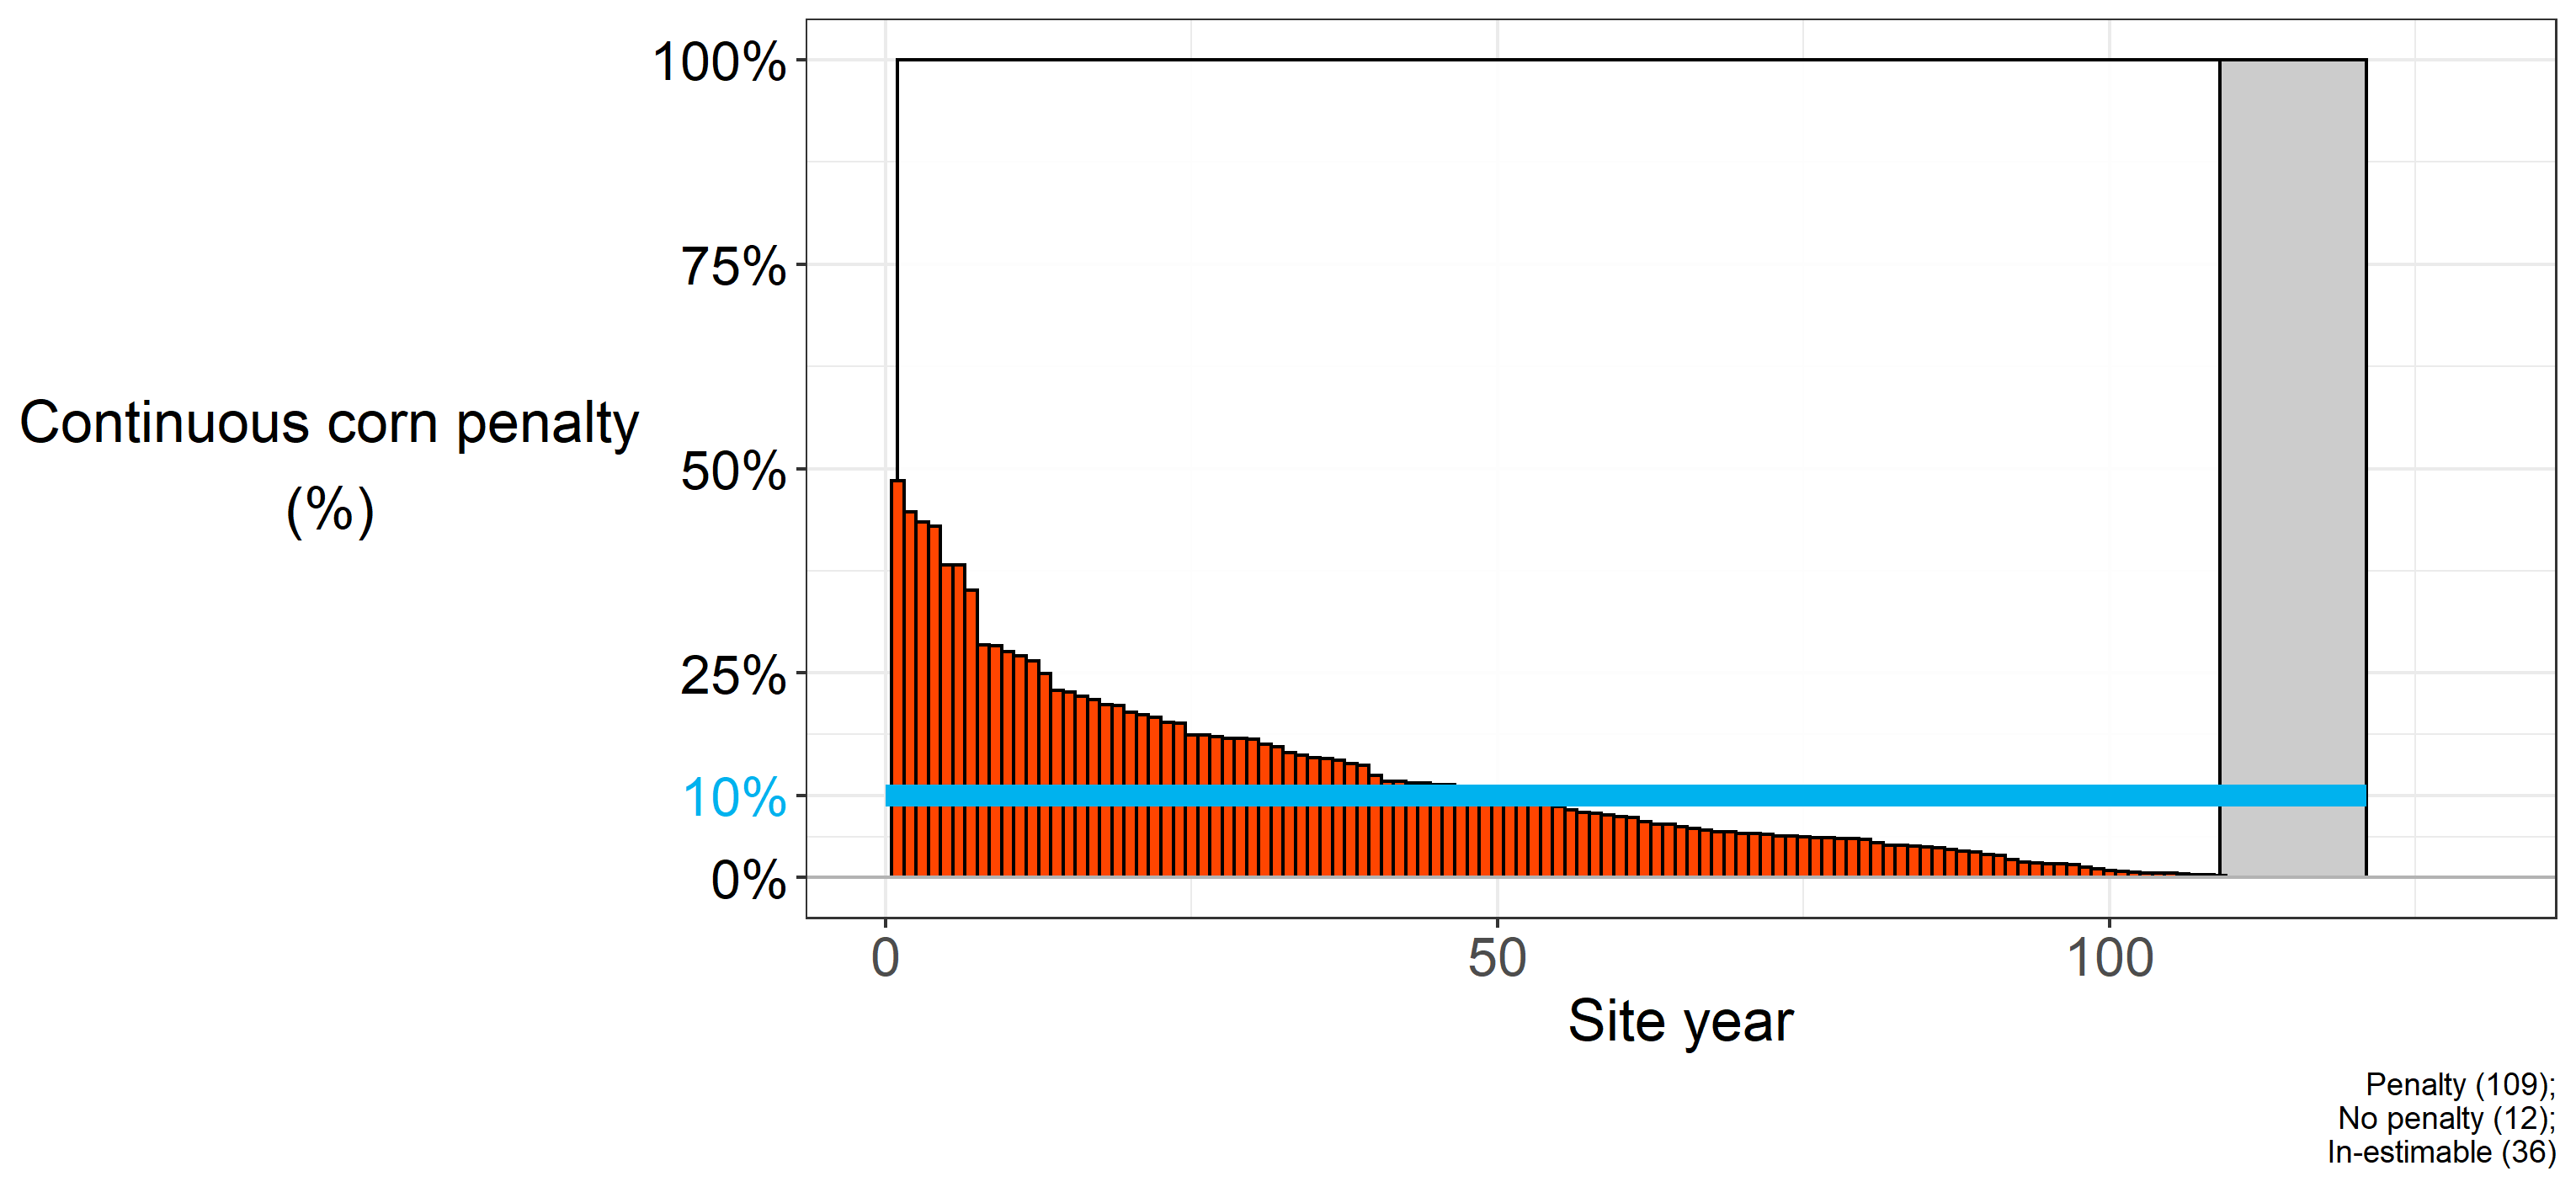 100%
75%
Continuous corn penalty
(%)
50%
25%
10%
0%
0 50 100
Site year
Penalty (109);
No penalty (12);
In-estimable (36)